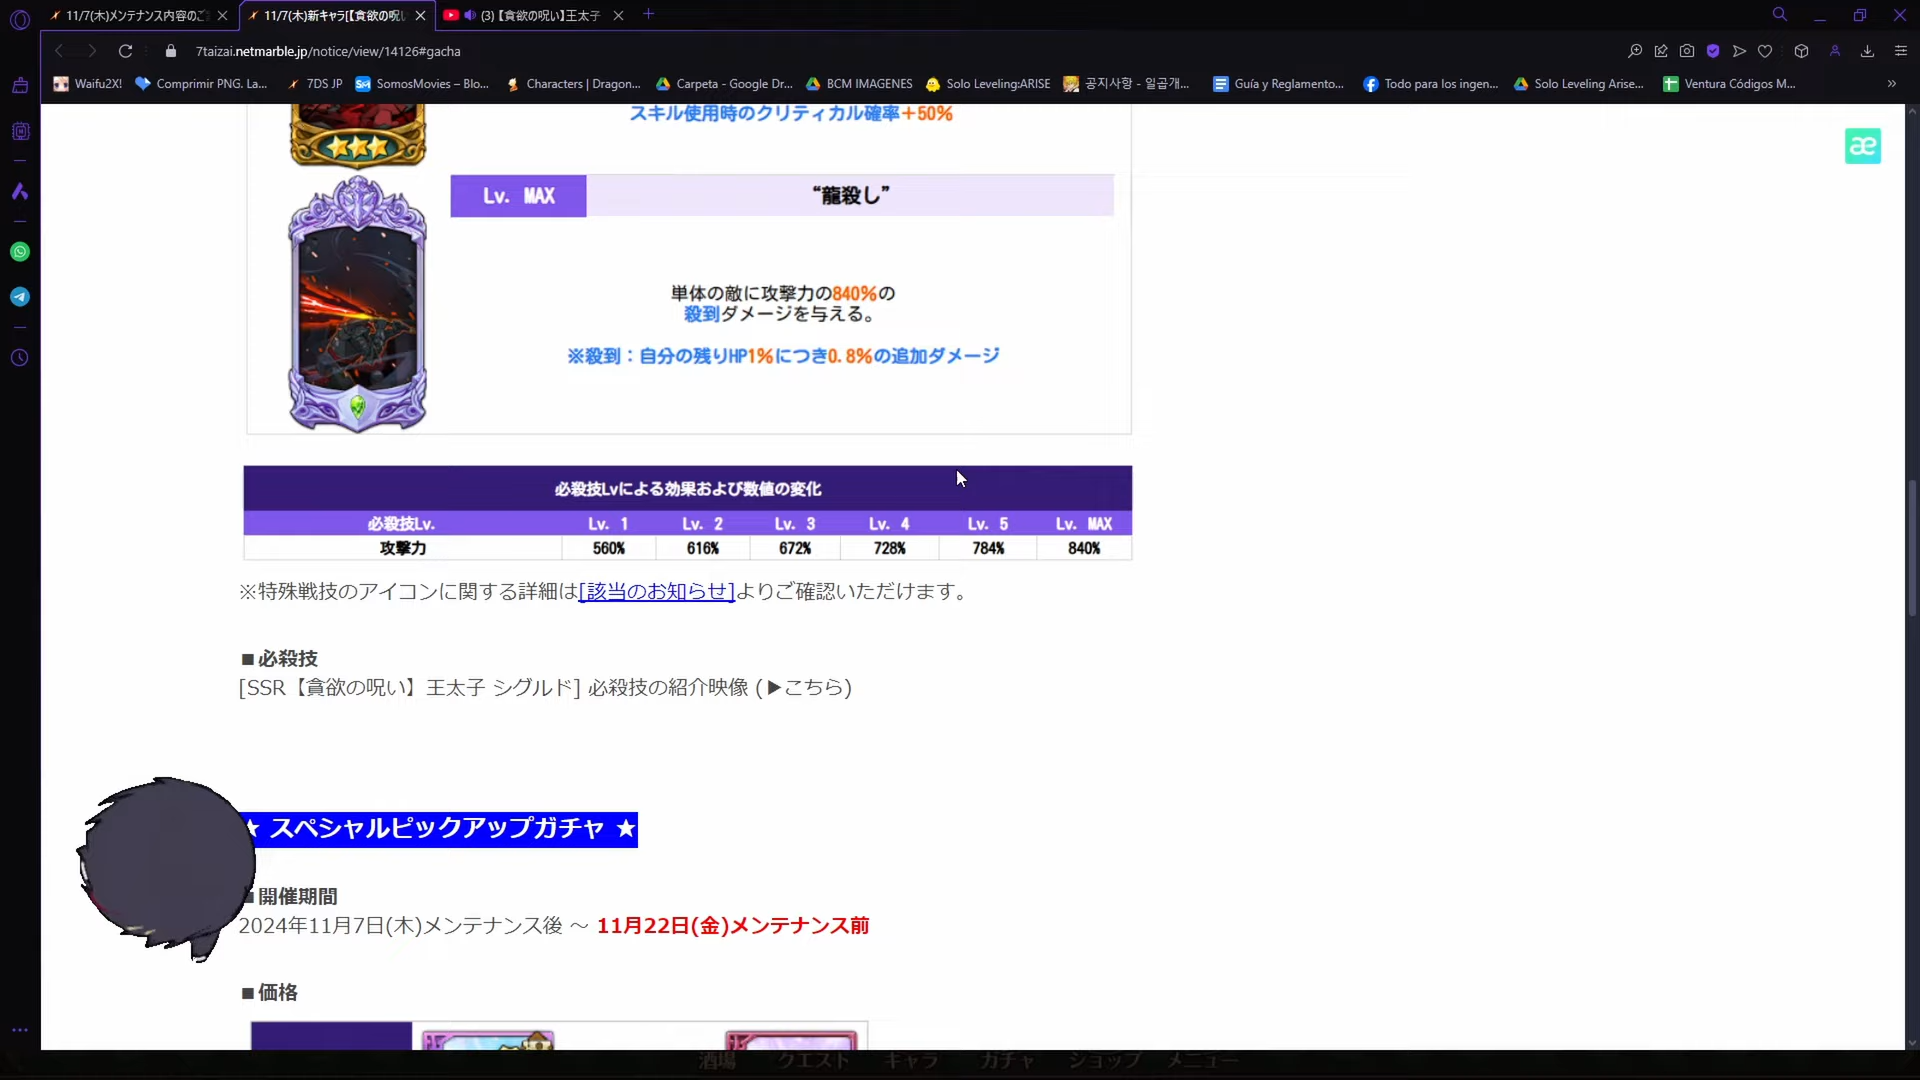 11/7(木)メンテナンス内容のご
11/7(木)新キャラ[【貪欲の呪い
(3) 【貪欲の呪い】王太子
7taizai.netmarble.jp/notice/view/14126#gacha
Waifu2X!
Comprimir PNG. La...
7DS JP
SomosMovies – Blo...
Characters | Dragon...
Carpeta - Google Dr...
BCM IMAGENES
Solo Leveling:ARISE
공지사항 - 일곱개...
Guía y Reglamento...
Todo para los ingen...
Solo Leveling Arise...
Ventura Códigos M...
»
æ
スキル使用時のクリティカル確率+50%
Lv. MAX “龍殺し”
単体の敵に攻撃力の840%の
殺到ダメージを与える。
※殺到：自分の残りHP1%につき0.8%の追加ダメージ
必殺技Lvによる効果および数値の変化
必殺技Lv. Lv. 1 Lv. 2 Lv. 3 Lv. 4 Lv. 5 Lv. MAX
攻撃力 560% 616% 672% 728% 784% 840%
※特殊戦技のアイコンに関する詳細は[該当のお知らせ]よりご確認いただけます。
■必殺技
[SSR【貪欲の呪い】王太子 シグルド] 必殺技の紹介映像 (▶こちら)
★ スペシャルピックアップガチャ ★
■開催期間
2024年11月7日(木)メンテナンス後 ～ 11月22日(金)メンテナンス前
■価格
酒場 クエスト キャラ ガチャ ショップ メニュー